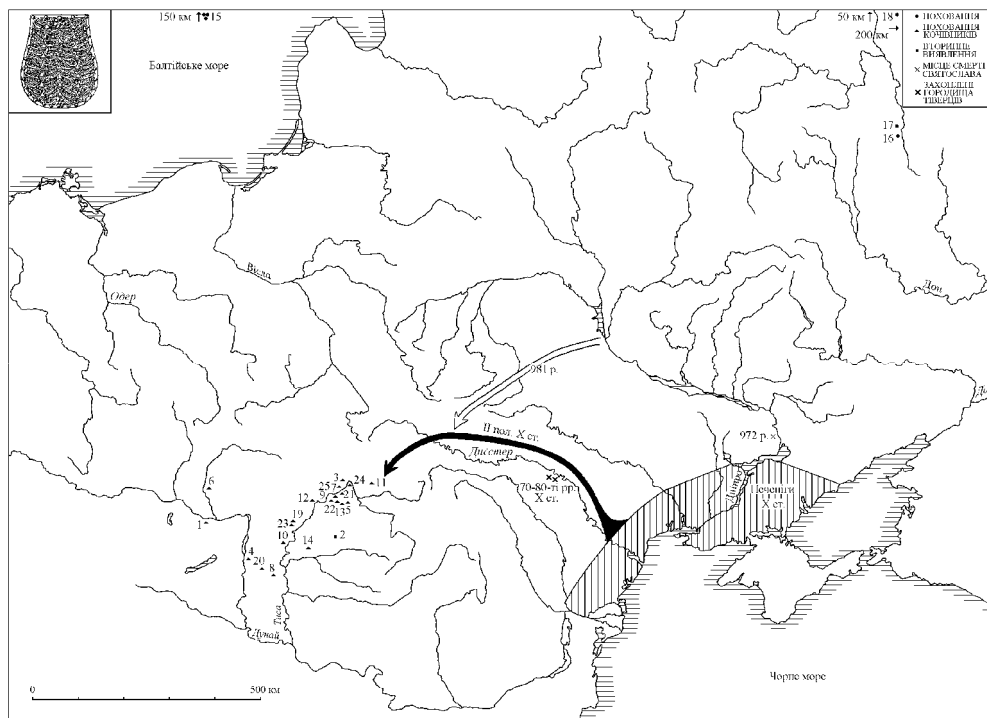 150 км ↑ 15
Балтійське море
50 км ↑ 18
200 км
ПОХОВАННЯ
ПОХОВАННЯ
КОЧІВНИКІВ
ВТОРИННЕ
ВИЯВЛЕННЯ
МІСЦЕ СМЕРТІ
СВЯТОСЛАВА
ЗАХОПЛЕНІ
ГОРОДИЩА
ТІВЕРЦІВ
17
16
Вісла
Одер
Дон
981 р.
ІІ пол. Х ст.
Дністер
972 р.
70-80-ті рр.
Х ст.
Дніпро
Печеніги
Х ст.
3
24
11
6
25
7
9
21
12
22
13
5
1
19
23
10
2
14
4
20
8
Тиса
Дунай
Чорне море
0
500 км